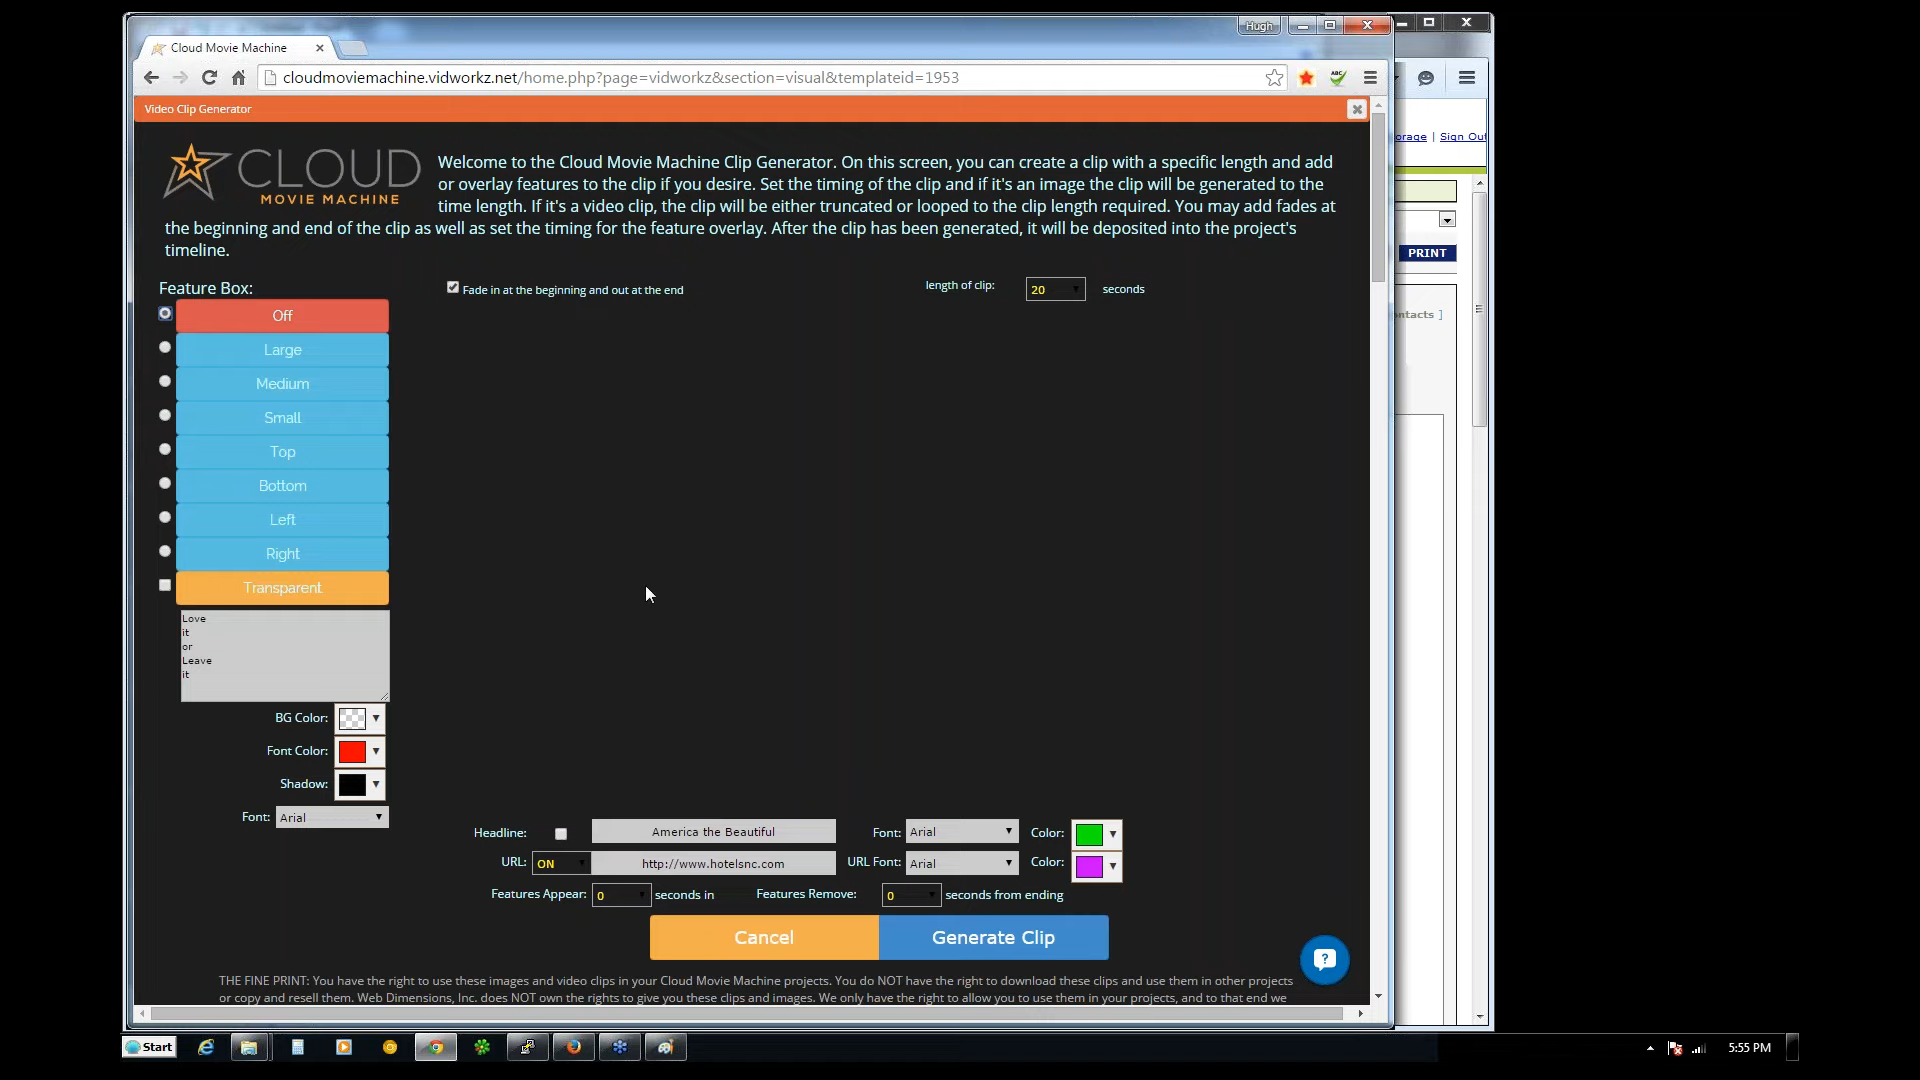 Hugh
Cloud Movie Machine
cloudmoviemachine.vidworkz.net/home.php?page=vidworkz&section=visual&templateid=1953
Video Clip Generator
orage | Sign Out
CLOUD
MOVIE MACHINE
Welcome to the Cloud Movie Machine Clip Generator. On this screen, you can create a clip with a specific length and add
or overlay features to the clip if you desire. Set the timing of the clip and if it's an image the clip will be generated to the
time length. If it's a video clip, the clip will be either truncated or looped to the clip length required. You may add fades at
the beginning and end of the clip as well as set the timing for the feature overlay. After the clip has been generated, it will be deposited into the project's
timeline.
PRINT
Feature Box:
Fade in at the beginning and out at the end
length of clip:
20
seconds
ontacts ]
Off
Large
Medium
Small
Top
Bottom
Left
Right
Transparent
Love
it
or
Leave
it
BG Color:
Font Color:
Shadow:
Font: Arial
Headline: America the Beautiful Font: Arial Color:
URL: ON http://www.hotelsnc.com URL Font: Arial Color:
Features Appear: 0 seconds in Features Remove: 0 seconds from ending
Cancel
Generate Clip
THE FINE PRINT: You have the right to use these images and video clips in your Cloud Movie Machine projects. You do NOT have the right to download these clips and use them in other projects
or copy and resell them. Web Dimensions, Inc. does NOT own the rights to give you these clips and images. We only have the right to allow you to use them in your projects, and to that end we
Start
5:55 PM